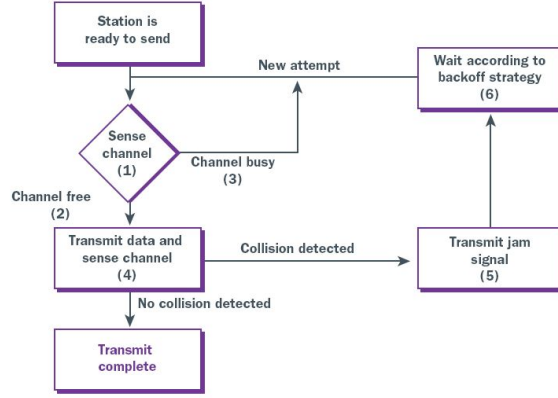 Station is
ready to send
New attempt
Wait according to
backoff strategy
(6)
Sense
channel
(1)
Channel busy
(3)
Channel free
(2)
Transmit data and
sense channel
(4)
Collision detected
Transmit jam
signal
(5)
No collision detected
Transmit
complete